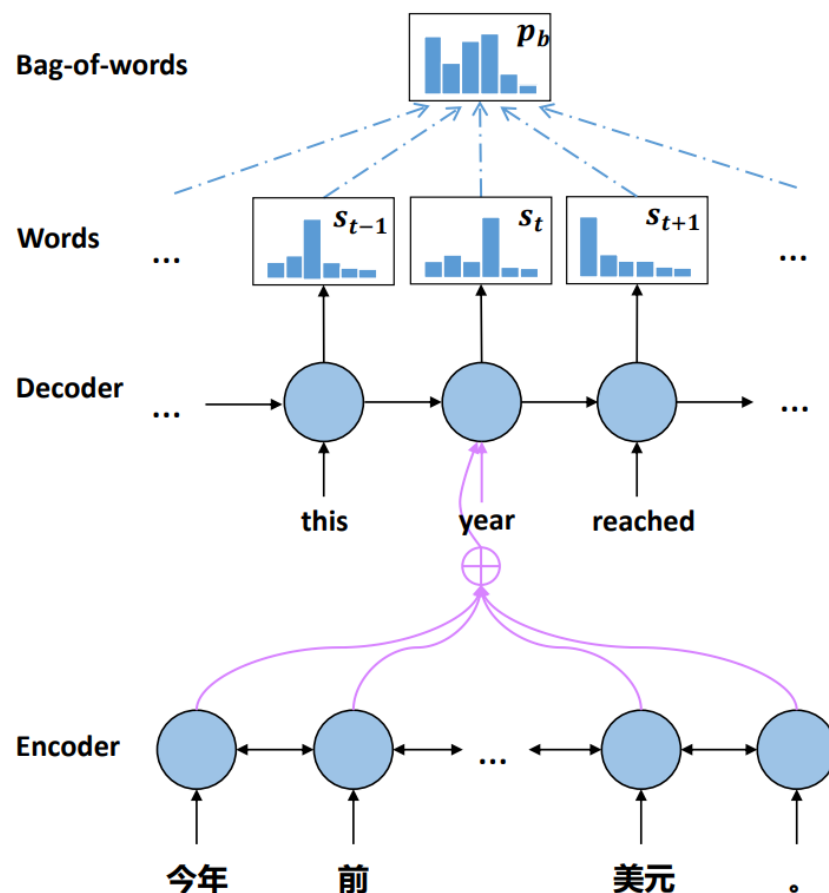 Bag-of-words
p_b
Words
...
s_{t-1}
s_t
s_{t+1}
...
Decoder
...
...
this
year
reached
Encoder
...
今年
前
美元
。